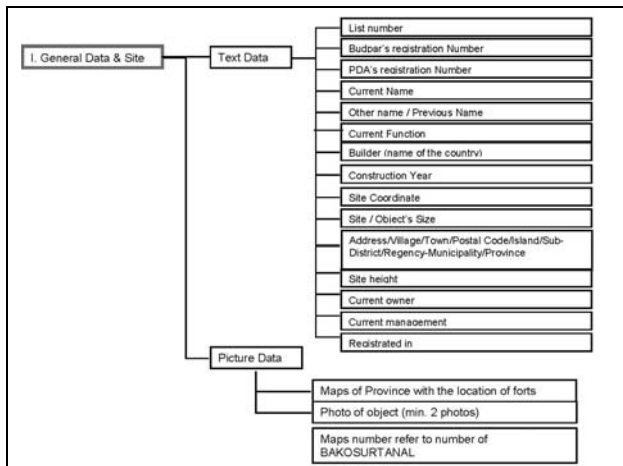 I. General Data & Site
Text Data
List number
Budpar's registration Number
PDA's registration Number
Current Name
Other name / Previous Name
Current Function
Builder (name of the country)
Construction Year
Site Coordinate
Site / Object's Size
Address/Village/Town/Postal Code/Island/Sub-
District/Regency-Municipality/Province
Site height
Current owner
Current management
Registrated in
Picture Data
Maps of Province with the location of forts
Photo of object (min. 2 photos)
Maps number refer to number of
BAKOSURTANAL